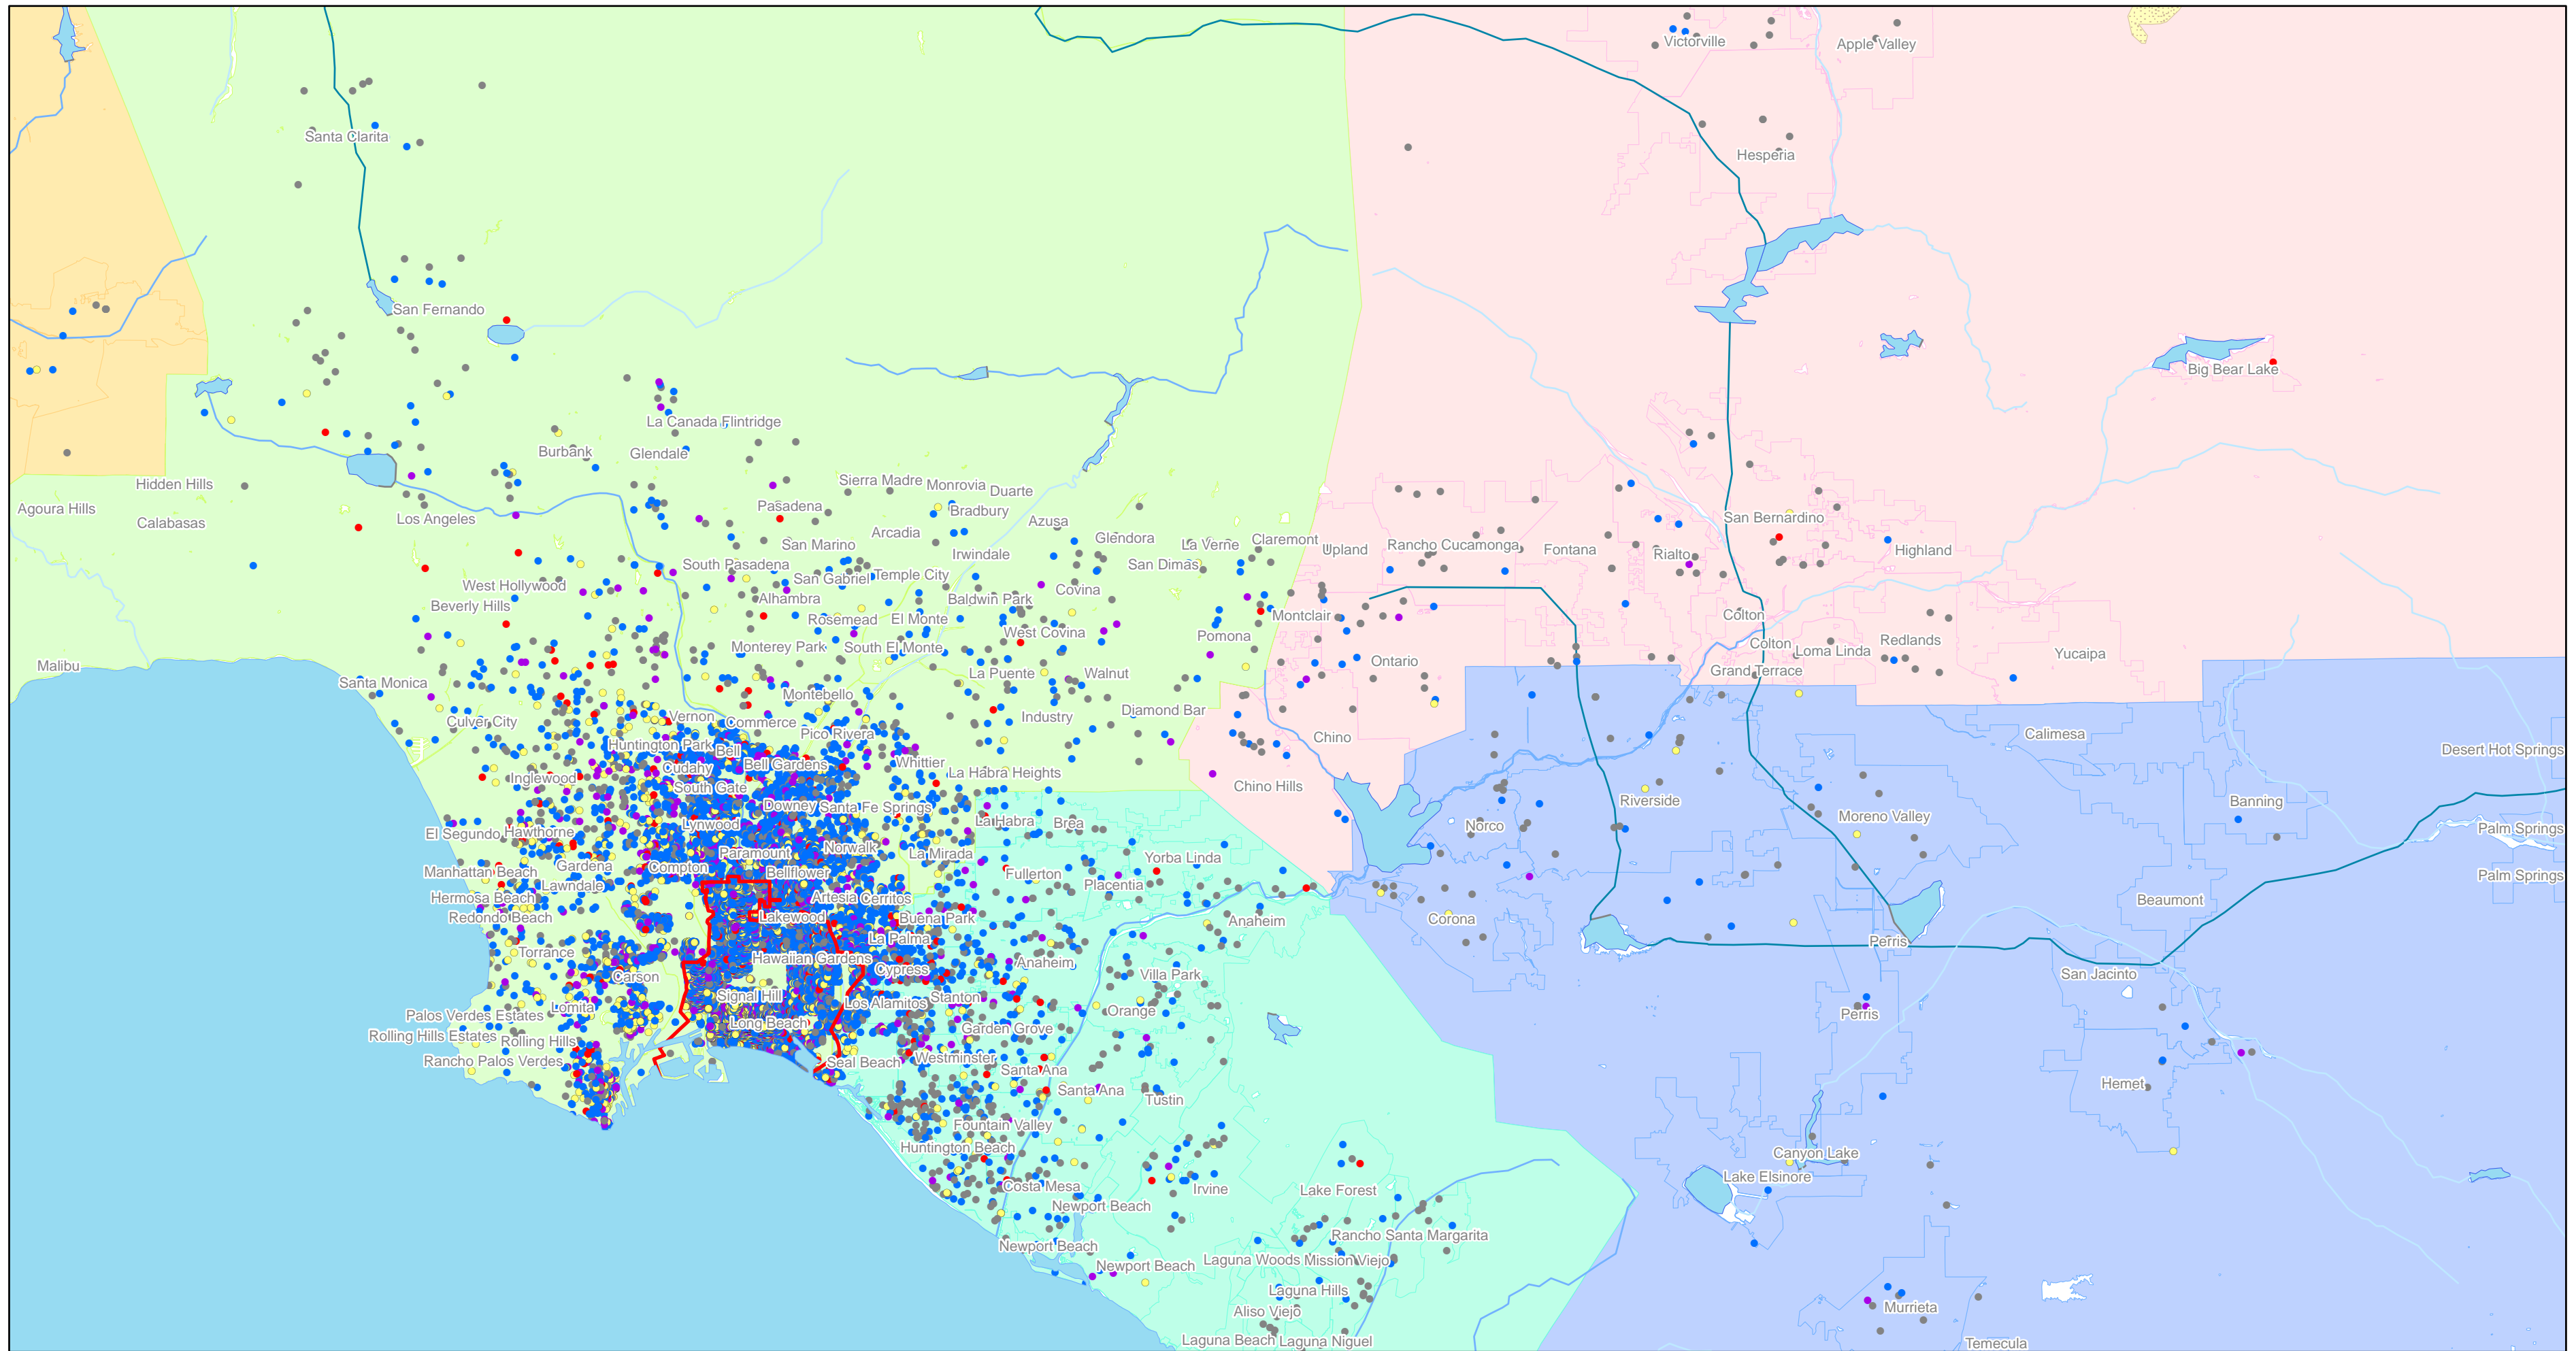 Victorville
Apple Valley
Santa Clarita
Hesperia
San Fernando
Big Bear Lake
La Canada Flintridge
Burbank
Glendale
Hidden Hills
Sierra Madre
Monrovia
Duarte
Agoura Hills
Calabasas
Los Angeles
Pasadena
Bradbury
Azusa
San Bernardino
Arcadia
Glendora
La Verne
Claremont
Upland
Rancho Cucamonga
Fontana
Rialto
Highland
San Marino
Irwindale
South Pasadena
San Gabriel
Temple City
San Dimas
West Hollywood
Beverly Hills
Alhambra
Baldwin Park
Covina
Rosemead
El Monte
Montclair
Colton
West Covina
Pomona
Monterey Park
South El Monte
Colton
Loma Linda
Redlands
Yucaipa
Malibu
Ontario
Grand Terrace
Santa Monica
La Puente
Walnut
Montebello
Culver City
Vernon
Commerce
Industry
Diamond Bar
Pico Rivera
Chino
Calimesa
Huntington Park
Bell
Desert Hot Springs
Cudahy
Bell Gardens
Whittier
La Habra Heights
Inglewood
South Gate
Chino Hills
Riverside
Banning
Downey
Santa Fe Springs
Moreno Valley
El Segundo
Hawthorne
Lynwood
La Habra
Brea
Norco
Palm Springs
Paramount
Norwalk
La Mirada
Yorba Linda
Manhattan Beach
Gardena
Compton
Bellflower
Fullerton
Palm Springs
Lawndale
Placentia
Hermosa Beach
Artesia
Cerritos
Beaumont
Redondo Beach
Lakewood
Buena Park
Anaheim
Corona
La Palma
Perris
Torrance
Hawaiian Gardens
Cypress
Anaheim
Carson
Villa Park
San Jacinto
Signal Hill
Los Alamitos
Stanton
Lomita
Palos Verdes Estates
Orange
Perris
Long Beach
Garden Grove
Rolling Hills Estates
Rolling Hills
Rancho Palos Verdes
Seal Beach
Westminster
Santa Ana
Santa Ana
Tustin
Hemet
Fountain Valley
Huntington Beach
Canyon Lake
Lake Elsinore
Costa Mesa
Irvine
Lake Forest
Newport Beach
Rancho Santa Margarita
Newport Beach
Laguna Woods
Mission Viejo
Newport Beach
Laguna Hills
Aliso Viejo
Murrieta
Laguna Beach
Laguna Niguel
Temecula